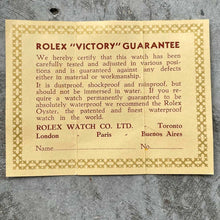 ROLEX "VICTORY" GUARANTEE
We hereby certify that this watch has been
carefully tested and adjusted in various posi-
tions and is guaranteed against any defects
either in material or workmanship.
It is dustproof, shockproof and rainproof, but
should not be immersed in water. If you re-
quire a watch permanently guaranteed to be
absolutely waterproof we recommend the Rolex
Oyster, the patented and finest waterproof
watch in the world.
ROLEX WATCH CO. LTD. Toronto
London Paris Buenos Aires
Name No.